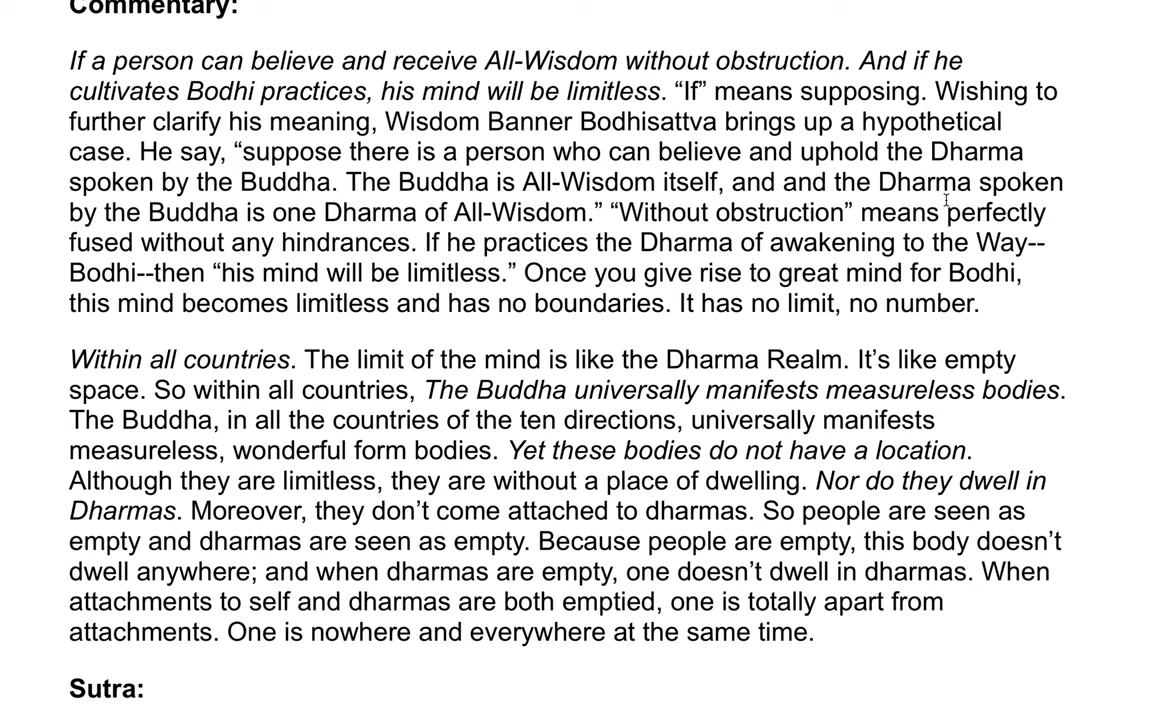 Commentary:
If a person can believe and receive All-Wisdom without obstruction. And if he
cultivates Bodhi practices, his mind will be limitless. “If” means supposing. Wishing to
further clarify his meaning, Wisdom Banner Bodhisattva brings up a hypothetical
case. He say, “suppose there is a person who can believe and uphold the Dharma
spoken by the Buddha. The Buddha is All-Wisdom itself, and and the Dharma spoken
by the Buddha is one Dharma of All-Wisdom.” “Without obstruction” means perfectly
fused without any hindrances. If he practices the Dharma of awakening to the Way--
Bodhi--then “his mind will be limitless.” Once you give rise to great mind for Bodhi,
this mind becomes limitless and has no boundaries. It has no limit, no number.
Within all countries. The limit of the mind is like the Dharma Realm. It’s like empty
space. So within all countries, The Buddha universally manifests measureless bodies.
The Buddha, in all the countries of the ten directions, universally manifests
measureless, wonderful form bodies. Yet these bodies do not have a location.
Although they are limitless, they are without a place of dwelling. Nor do they dwell in
Dharmas. Moreover, they don’t come attached to dharmas. So people are seen as
empty and dharmas are seen as empty. Because people are empty, this body doesn’t
dwell anywhere; and when dharmas are empty, one doesn’t dwell in dharmas. When
attachments to self and dharmas are both emptied, one is totally apart from
attachments. One is nowhere and everywhere at the same time.
Sutra: